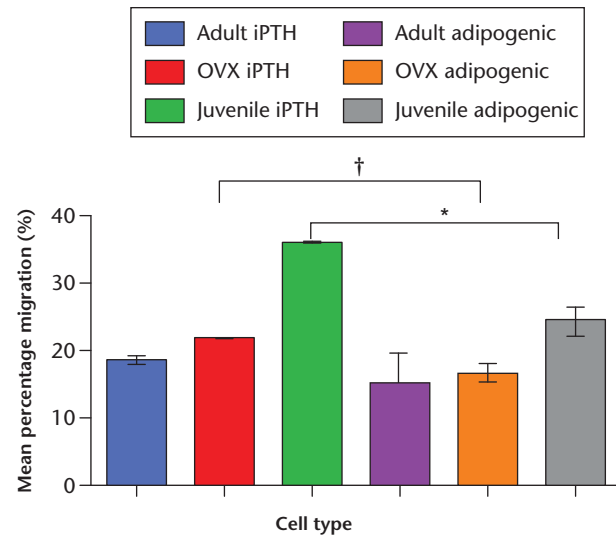 Adult iPTH
OVX iPTH
Juvenile iPTH
Adult adipogenic
OVX adipogenic
Juvenile adipogenic
†
*
Mean percentage migration (%)
40
30
20
10
0
Cell type